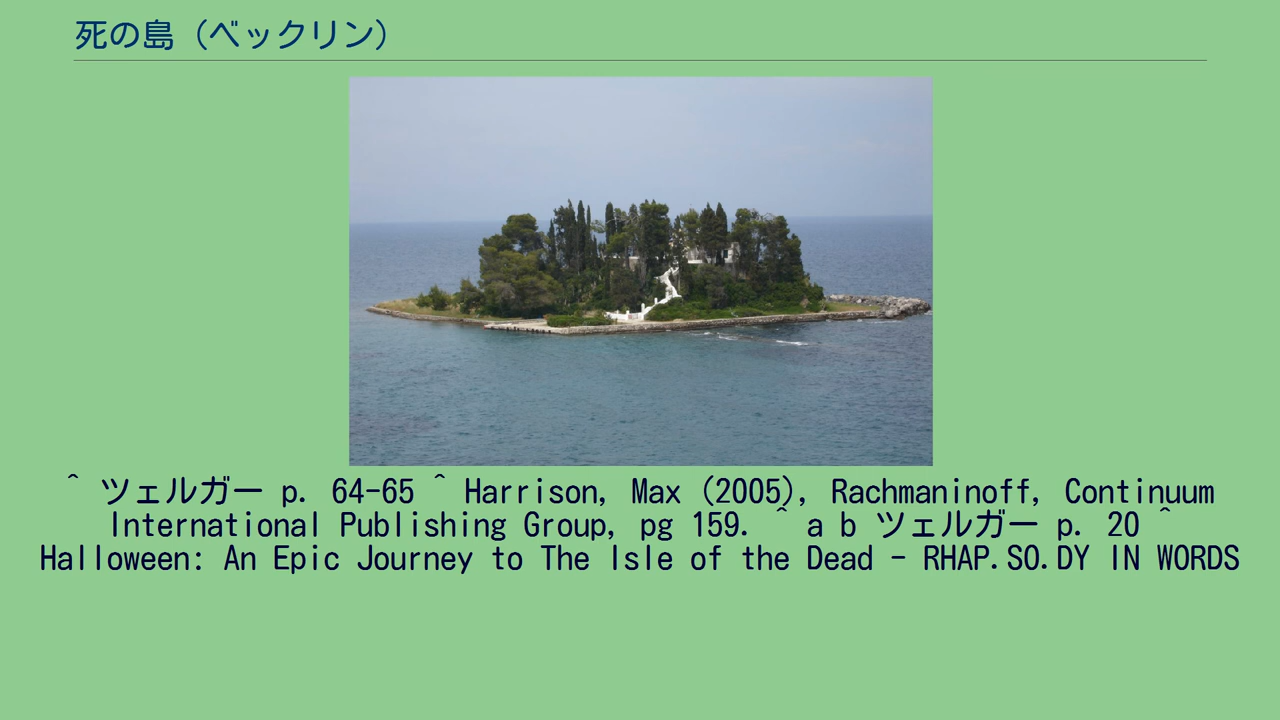 死の島（ベックリン）
^ ツェルガー p. 64-65 ^ Harrison, Max (2005), Rachmaninoff, Continuum
International Publishing Group, pg 159. ^ a b ツェルガー p. 20 ^
Halloween: An Epic Journey to The Isle of the Dead - RHAP.SO.DY IN WORDS